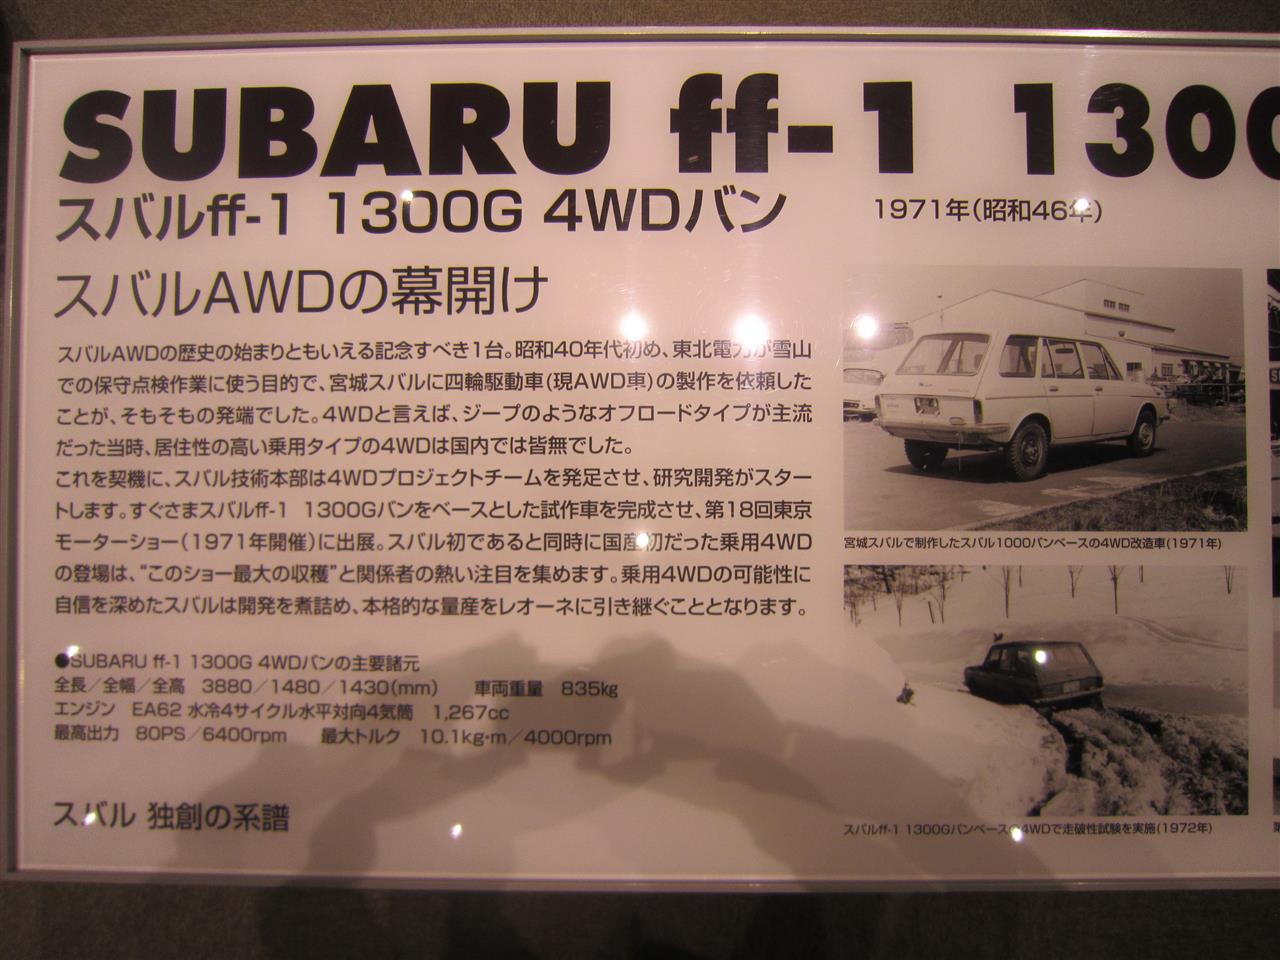 SUBARU ff-1 1300
スバルff-1 1300G 4WDバン
1971年(昭和46年)
スバルAWDの幕開け
スバルAWDの歴史の始まりともいえる記念すべき1台。昭和40年代初め、東北電力が雪山
での保守点検作業に使う目的で、宮城スバルに四輪駆動車(現AWD車)の製作を依頼した
ことが、そもそもの発端でした。4WDと言えば、ジープのようなオフロードタイプが主流
だった当時、居住性の高い乗用タイプの4WDは国内では皆無でした。
これを契機に、スバル技術本部は4WDプロジェクトチームを発足させ、研究開発がスター
トします。すぐさまスバルff-1 1300Gバンをベースとした試作車を完成させ、第18回東京
モーターショー(1971年開催)に出展。スバル初であると同時に国産初だった乗用4WD
の登場は、“このショー最大の収穫”と関係者の熱い注目を集めます。乗用4WDの可能性に
自信を深めたスバルは開発を煮詰め、本格的な量産をレオーネに引き継ぐこととなります。
●SUBARU ff-1 1300G 4WDバンの主要諸元
全長／全幅／全高 3880／1480／1430(mm) 車両重量 835kg
エンジン EA62 水冷4サイクル水平対向4気筒 1,267cc
最高出力 80PS／6400rpm 最大トルク 10.1kg・m／4000rpm
スバル 独創の系譜
宮城スバルで制作したスバル1000バンベースの4WD改造車(1971年)
スバルff-1 1300Gバンベースの4WDで走破性試験を実施(1972年)